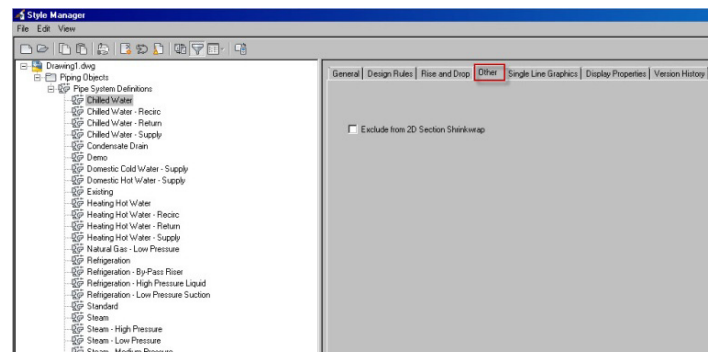 Style Manager
File Edit View
Drawing1.dwg
Piping Objects
Pipe System Definitions
Chilled Water
Chilled Water - Recirc
Chilled Water - Return
Chilled Water - Supply
Condensate Drain
Demo
Domestic Cold Water - Supply
Domestic Hot Water - Supply
Existing
Heating Hot Water
Heating Hot Water - Recirc
Heating Hot Water - Return
Heating Hot Water - Supply
Natural Gas - Low Pressure
Refrigeration
Refrigeration - By-Pass Riser
Refrigeration - High Pressure Liquid
Refrigeration - Low Pressure Suction
Standard
Steam
Steam - High Pressure
Steam - Low Pressure
Steam - Medium Pressure
General Design Rules Rise and Drop Other Single Line Graphics Display Properties Version History
Exclude from 2D Section Shrinkwrap